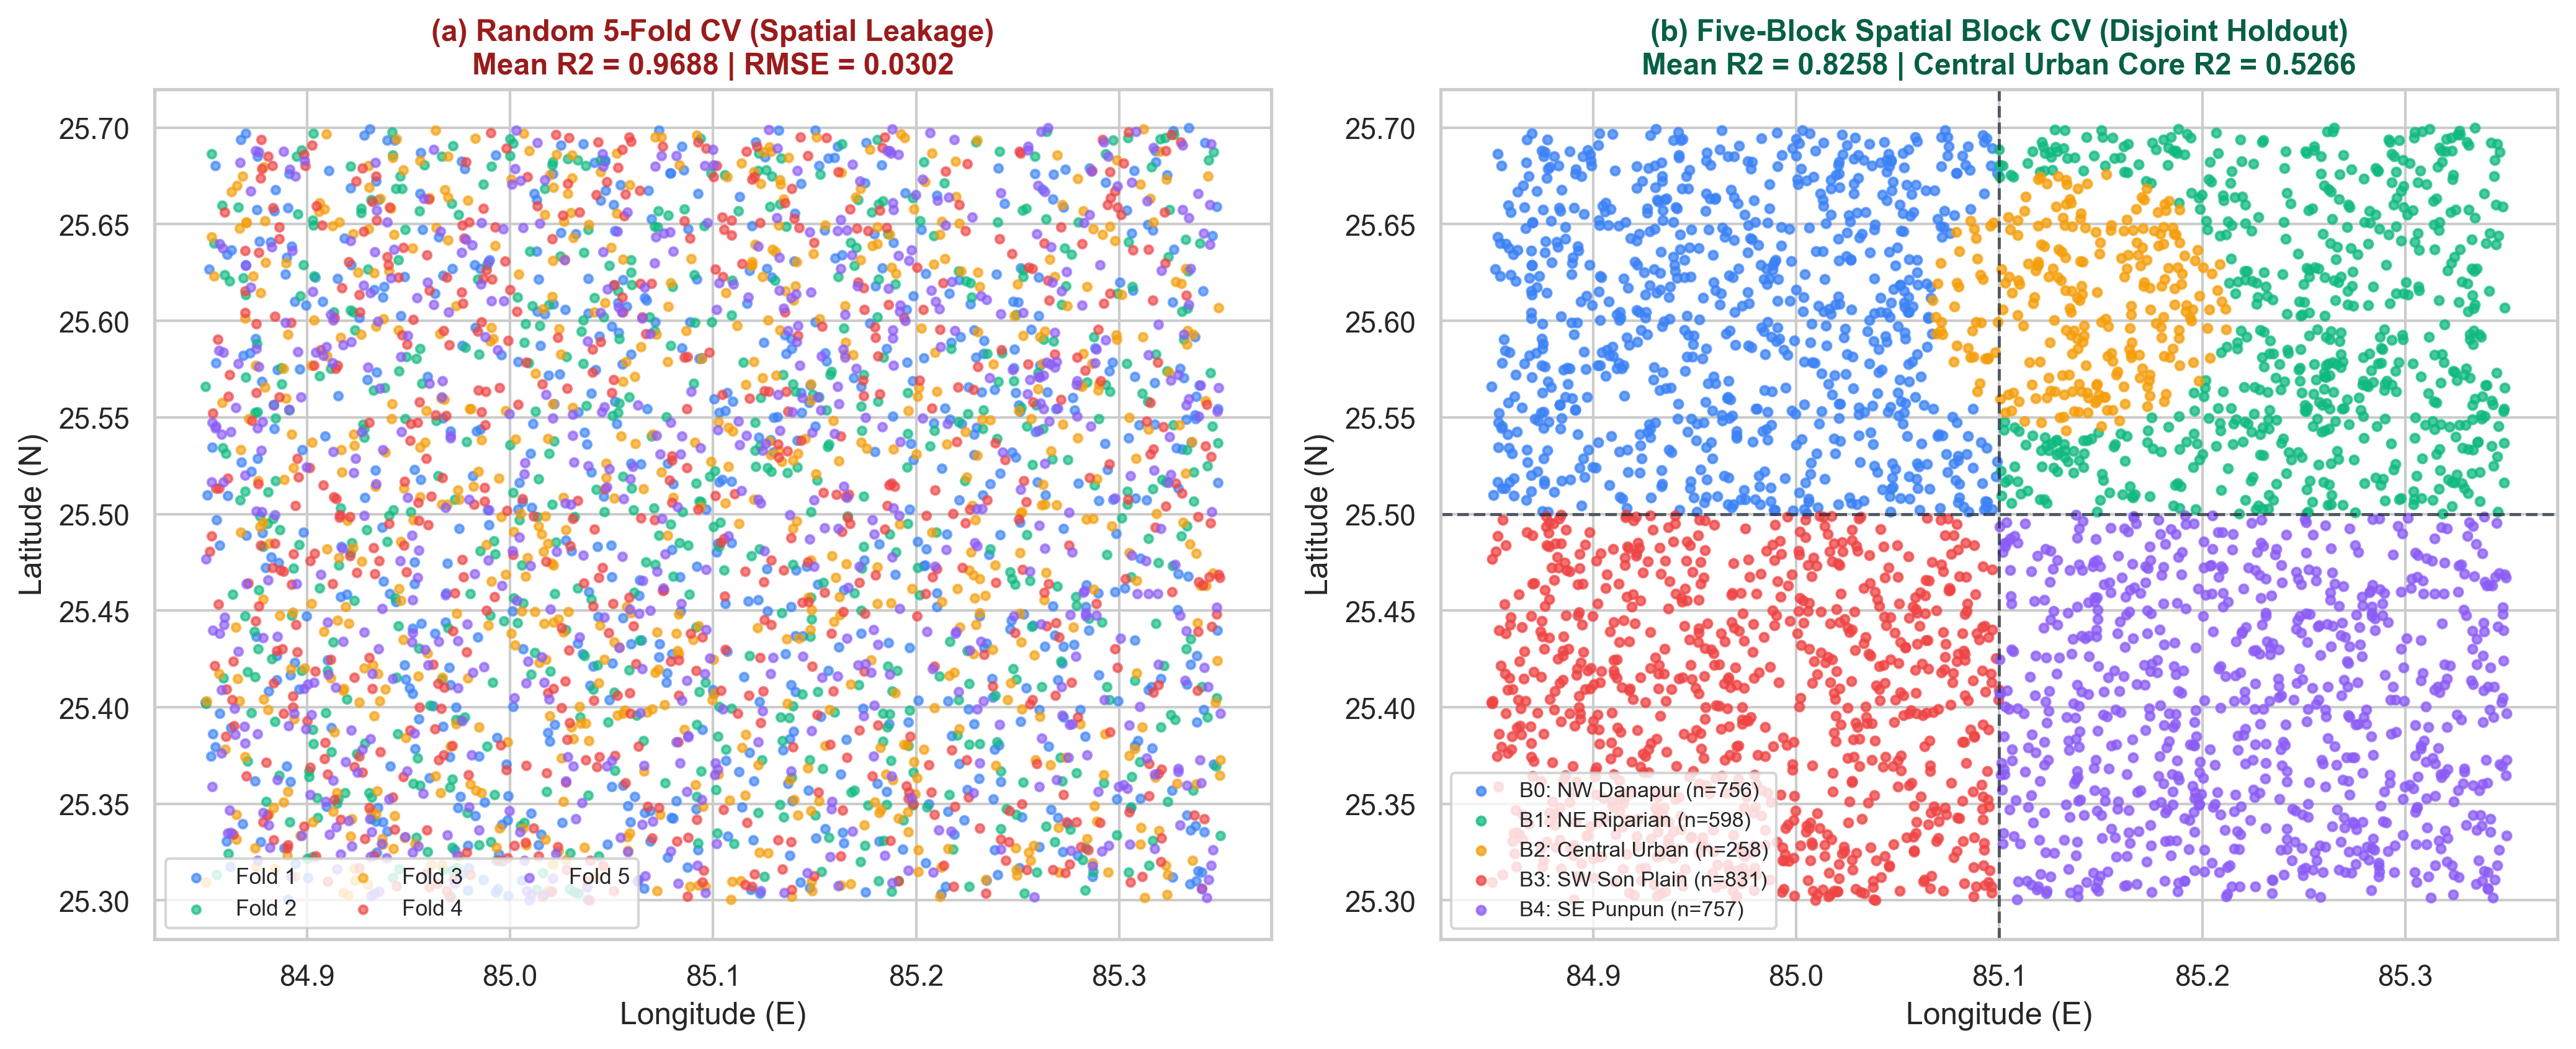 (a) Random 5-Fold CV (Spatial Leakage)
Mean R2 = 0.9688 | RMSE = 0.0302
25.70
25.65
25.60
25.55
25.50
25.45
25.40
25.35
25.30
Latitude (N)
Fold 1
Fold 2
Fold 3
Fold 4
Fold 5
84.9
85.0
85.1
85.2
85.3
Longitude (E)
(b) Five-Block Spatial Block CV (Disjoint Holdout)
Mean R2 = 0.8258 | Central Urban Core R2 = 0.5266
25.70
25.65
25.60
25.55
25.50
25.45
25.40
25.35
25.30
Latitude (N)
B0: NW Danapur (n=756)
B1: NE Riparian (n=598)
B2: Central Urban (n=258)
B3: SW Son Plain (n=831)
B4: SE Punpun (n=757)
84.9
85.0
85.1
85.2
85.3
Longitude (E)